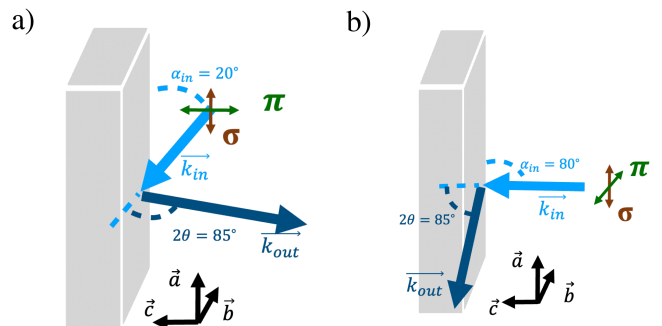 a)
α_in = 20°
π
σ
k_in
2θ = 85°
k_out
a
c
b
b)
α_in = 80°
π
k_in
σ
2θ = 85°
k_out
a
c
b